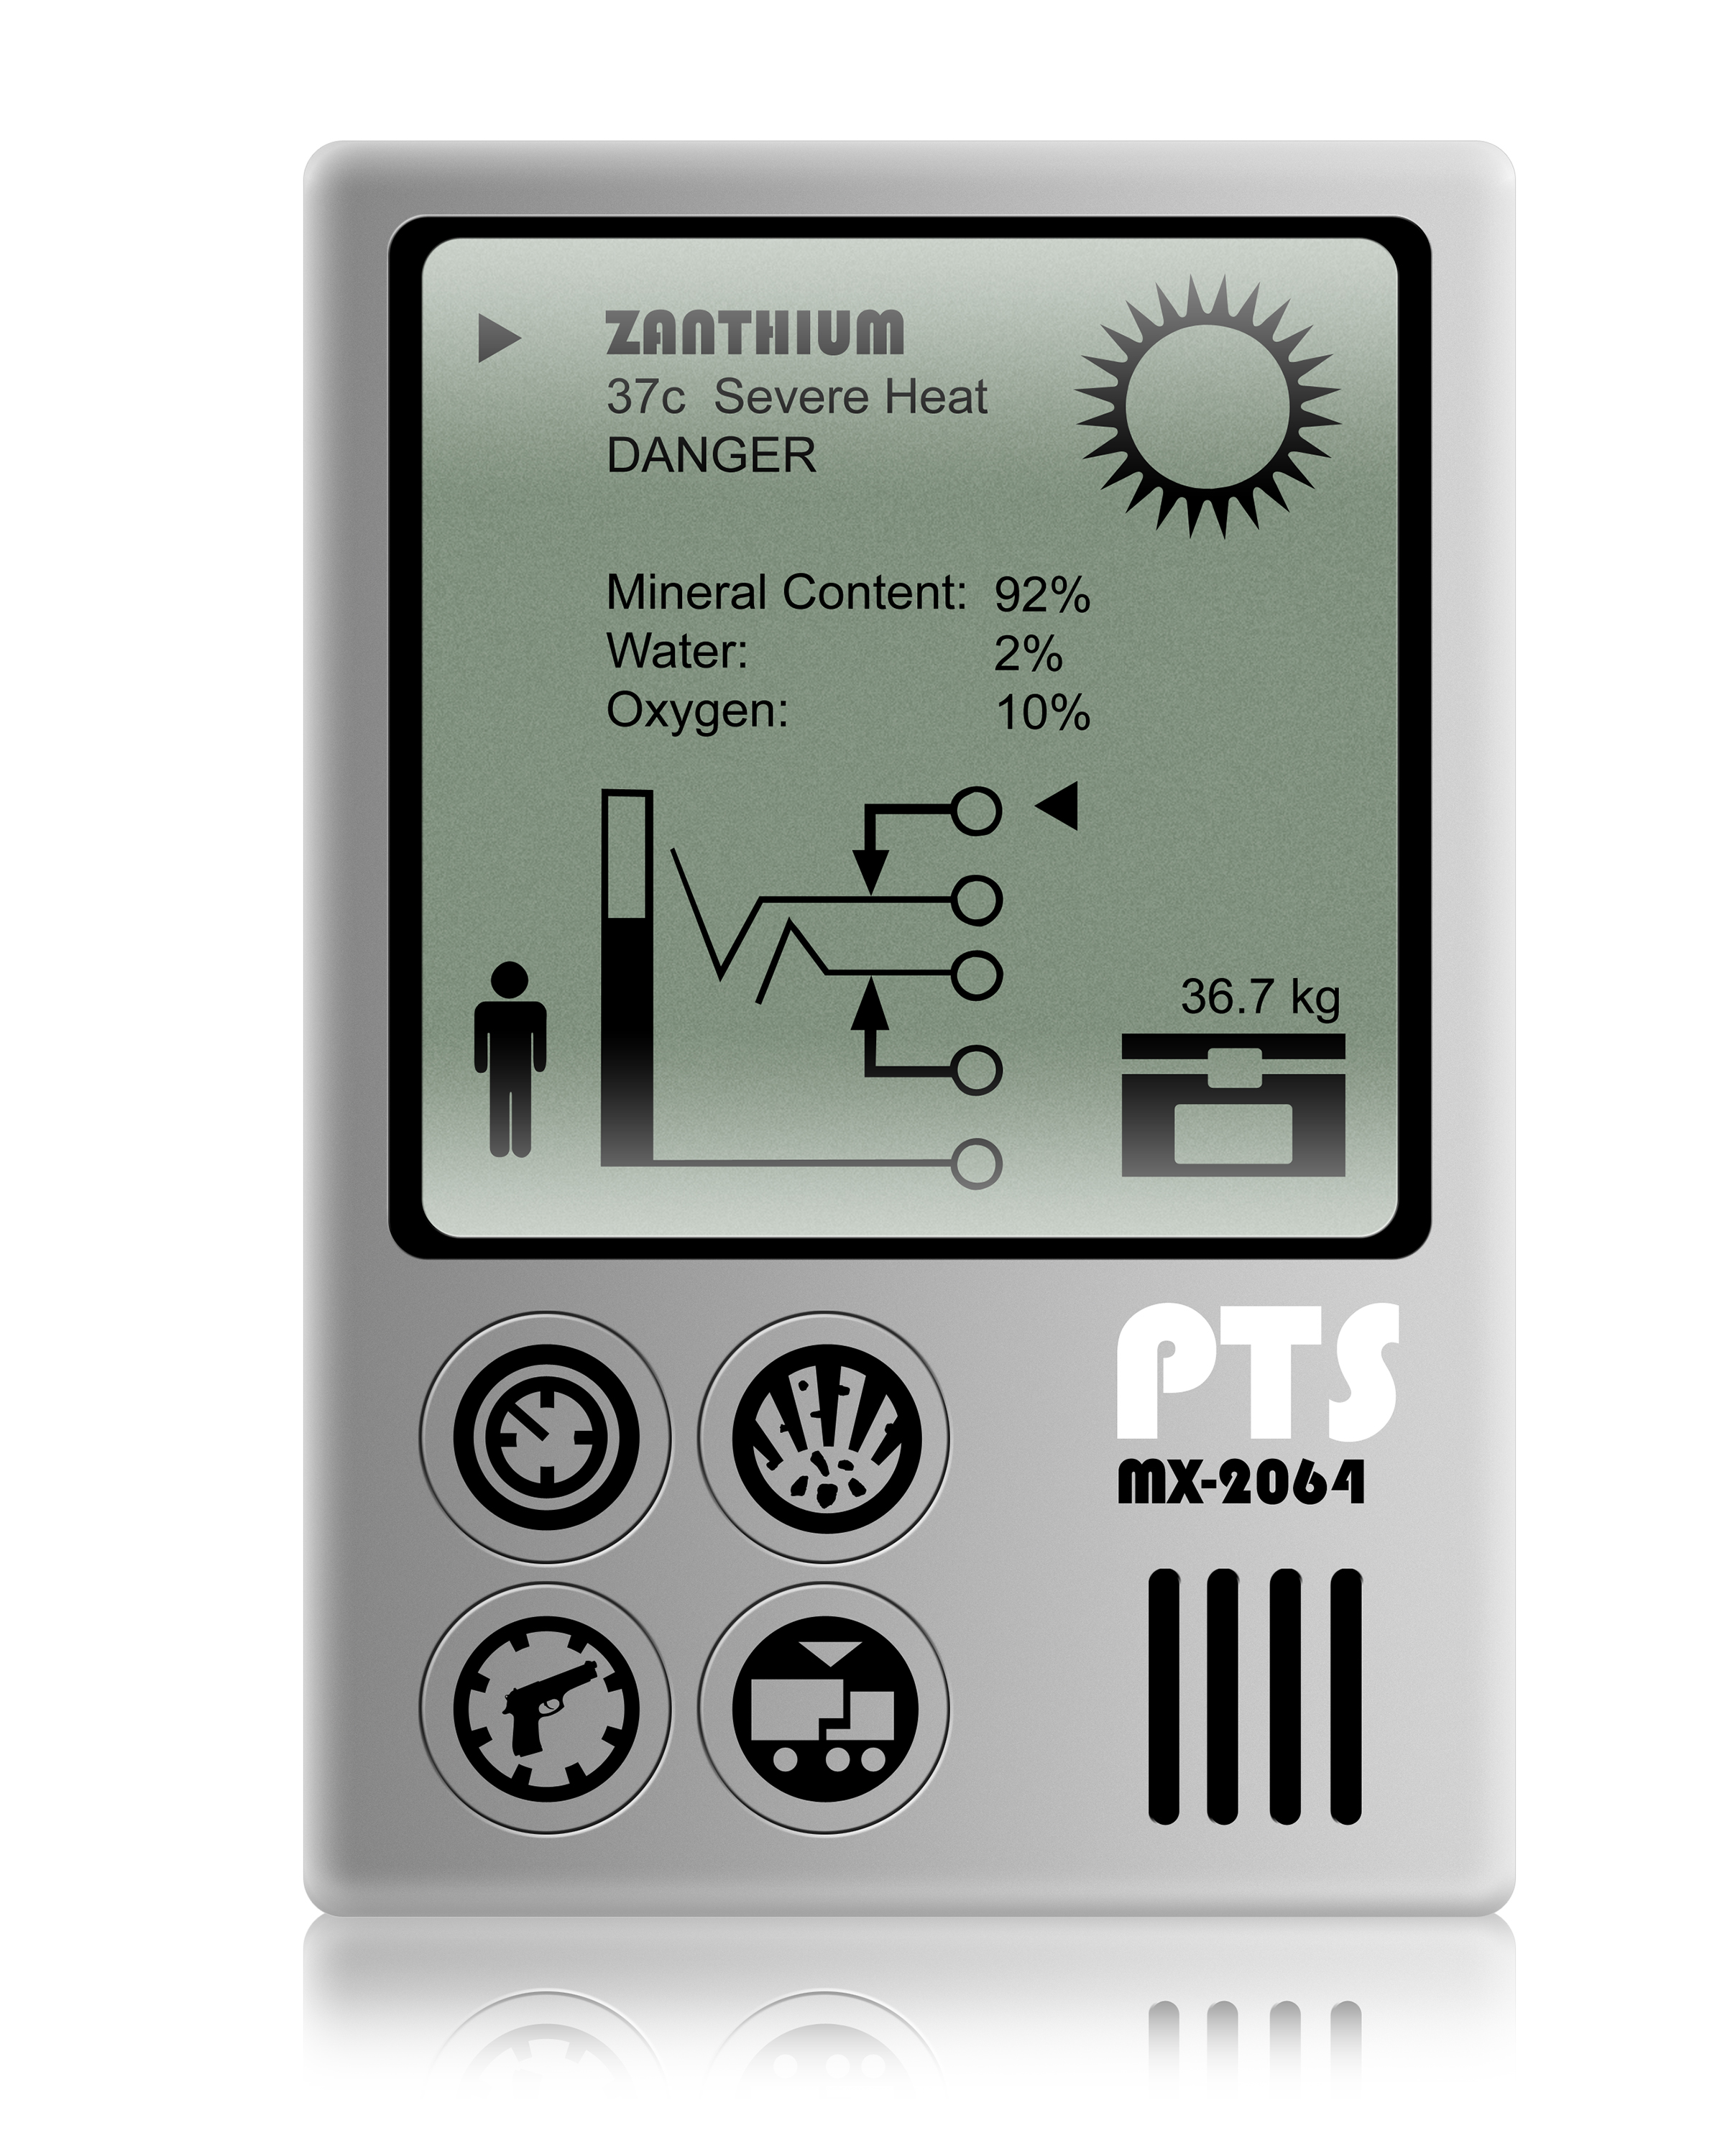 ZANTHIUM
37c Severe Heat
DANGER
Mineral Content: 92%
Water: 2%
Oxygen: 10%
36.7 kg
PTS
MX-2064